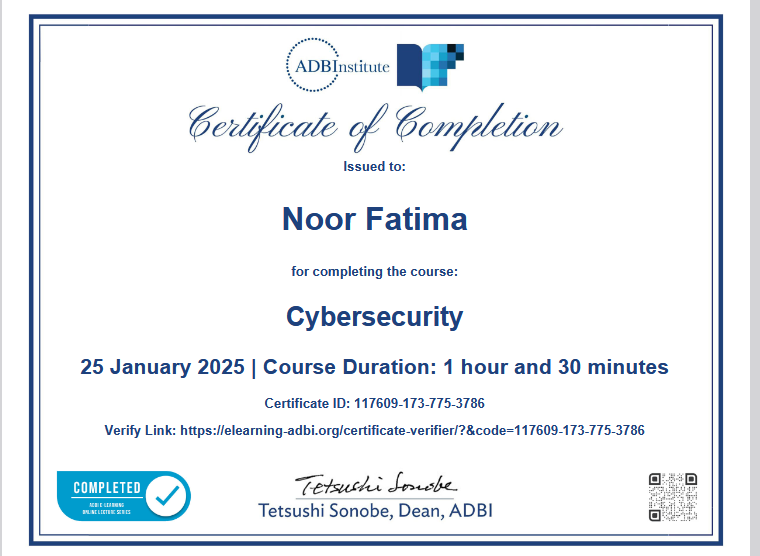 ADBInstitute
Certificate of Completion
Issued to:
Noor Fatima
for completing the course:
Cybersecurity
25 January 2025 | Course Duration: 1 hour and 30 minutes
Certificate ID: 117609-173-775-3786
Verify Link: https://elearning-adbi.org/certificate-verifier/?&code=117609-173-775-3786
COMPLETED
ADBI E-LEARNING
ONLINE LECTURE SERIES
Tetsushi Sonobe
Tetsushi Sonobe, Dean, ADBI